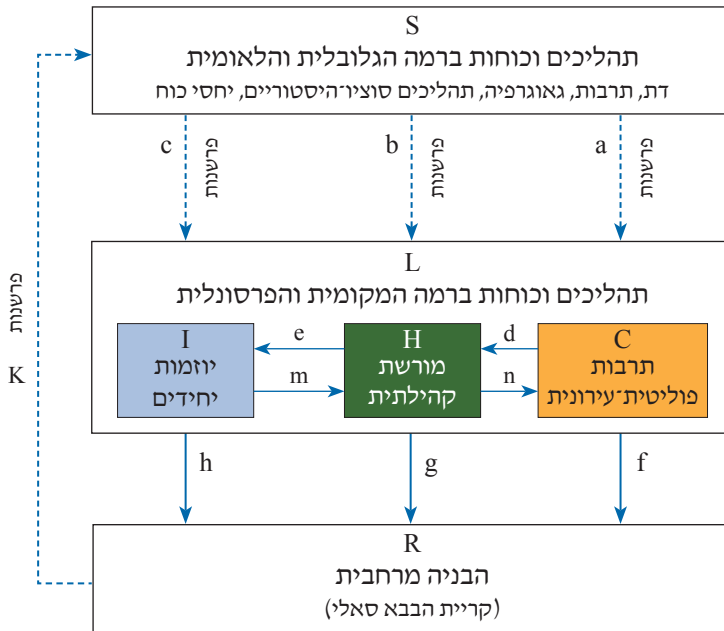 S
תהליכים וכוחות ברמה הגלובלית והלאומית
דת, תרבות, גאוגרפיה, תהליכים סוציו־היסטוריים, יחסי כוח
a
פרשנות
b
פרשנות
c
פרשנות
L
תהליכים וכוחות ברמה המקומית והפרסונלית
C
תרבות
פוליטית־עירונית
d
n
H
מורשת
קהילתית
e
m
I
יוזמות
יחידים
f
g
h
R
הבניה מרחבית
(קריית הבבא סאלי)
פרשנות
K